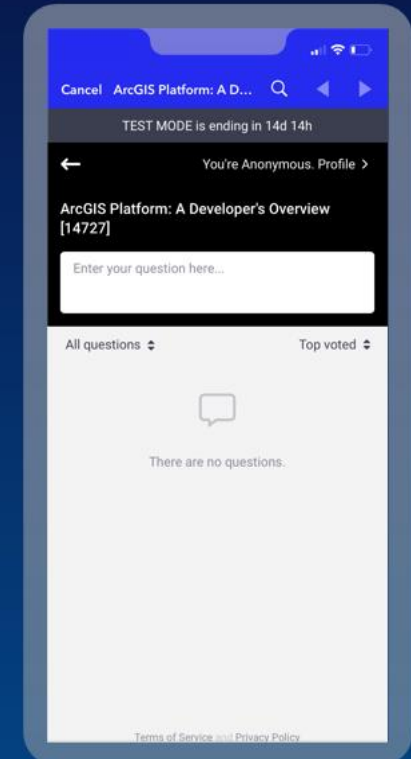 Cancel ArcGIS Platform: A D...
TEST MODE is ending in 14d 14h
You're Anonymous. Profile >
ArcGIS Platform: A Developer's Overview
[14727]
Enter your question here...
All questions
Top voted
There are no questions.
Terms of Service and Privacy Policy